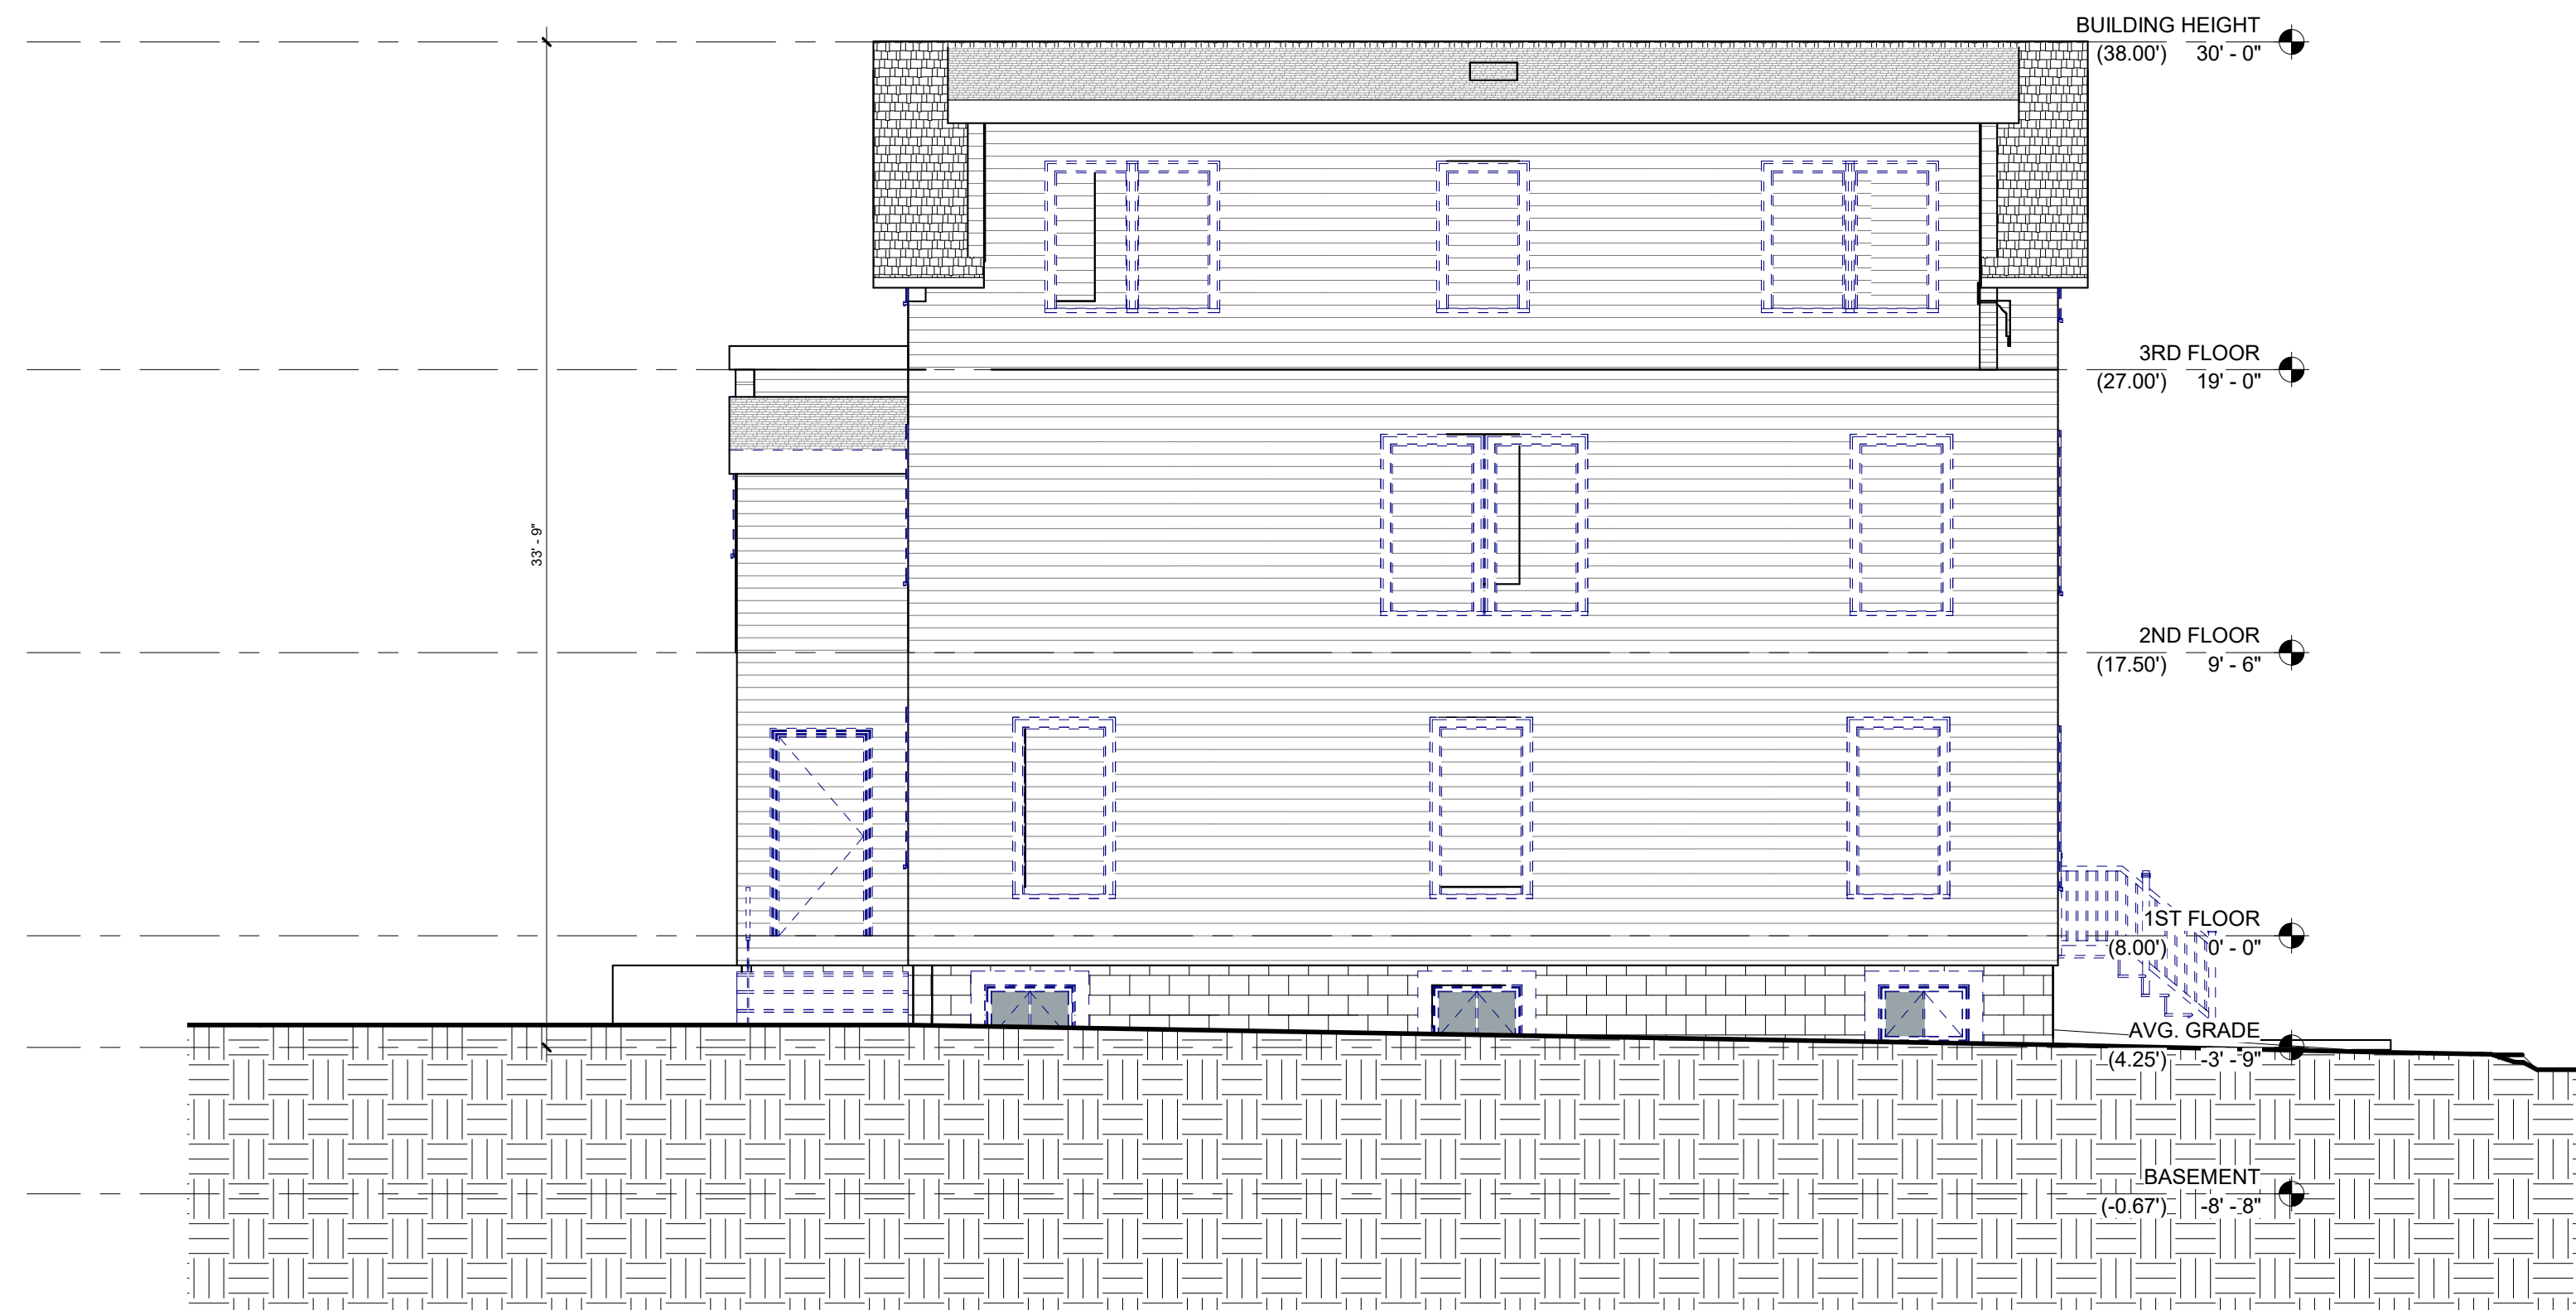 BUILDING HEIGHT
(38.00') 30' - 0"
3RD FLOOR
(27.00') 19' - 0"
33' - 9"
2ND FLOOR
(17.50') 9' - 6"
1ST FLOOR
(8.00') 0' - 0"
AVG. GRADE
(4.25') -3' - 9"
BASEMENT
(-0.67') -8' - 8"